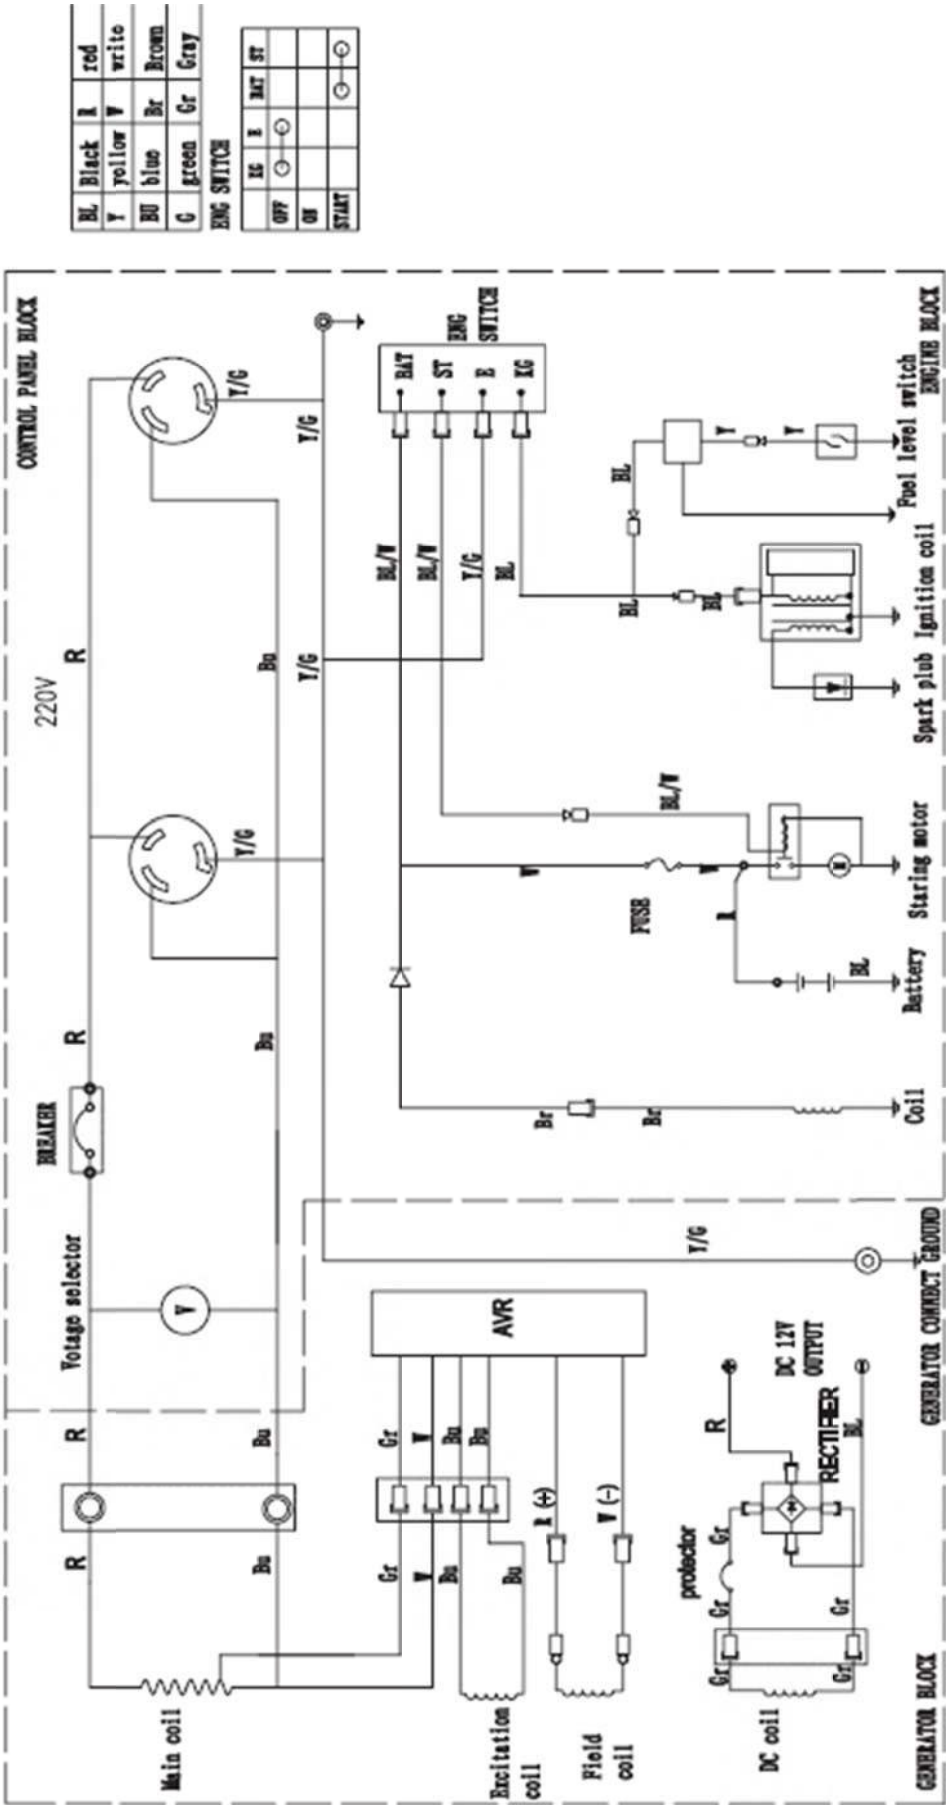 CONTROL PANEL BLOCK
220V
BREAKER
Votage selector
R
R
R
R
Bu
Bu
Bu
Bu
Y/G
Y/G
Y/G
Y/G
Main coil
AVR
Gr
W
Bu
Bu
Gr
W
Bu
Bu
R (+)
W (-)
Excitation
coil
Field
coil
DC coil
protector
Gr
Gr
Gr
Gr
Gr
R
BL
RECTIFIER
DC 12V
OUTPUT
GENERATOR BLOCK
GENERATOR CONNECT GROUND
Y/G
Br
Br
Coil
FUSE
W
W
R
BL
Battery
BL/W
Staring motor
BL/W
BL/W
Y/G
BL
BAT
ST
E
EG
ENG
SWITCH
BL
BL
BL
Y
Y
Spark plub
Ignition coil
Fuel level switch
ENGINE BLOCK
BL Black R red
Y yellow W write
BU blue Br Brown
G green Gr Gray
ENG SWITCH
EG E BAT ST
OFF
ON
START
V
M